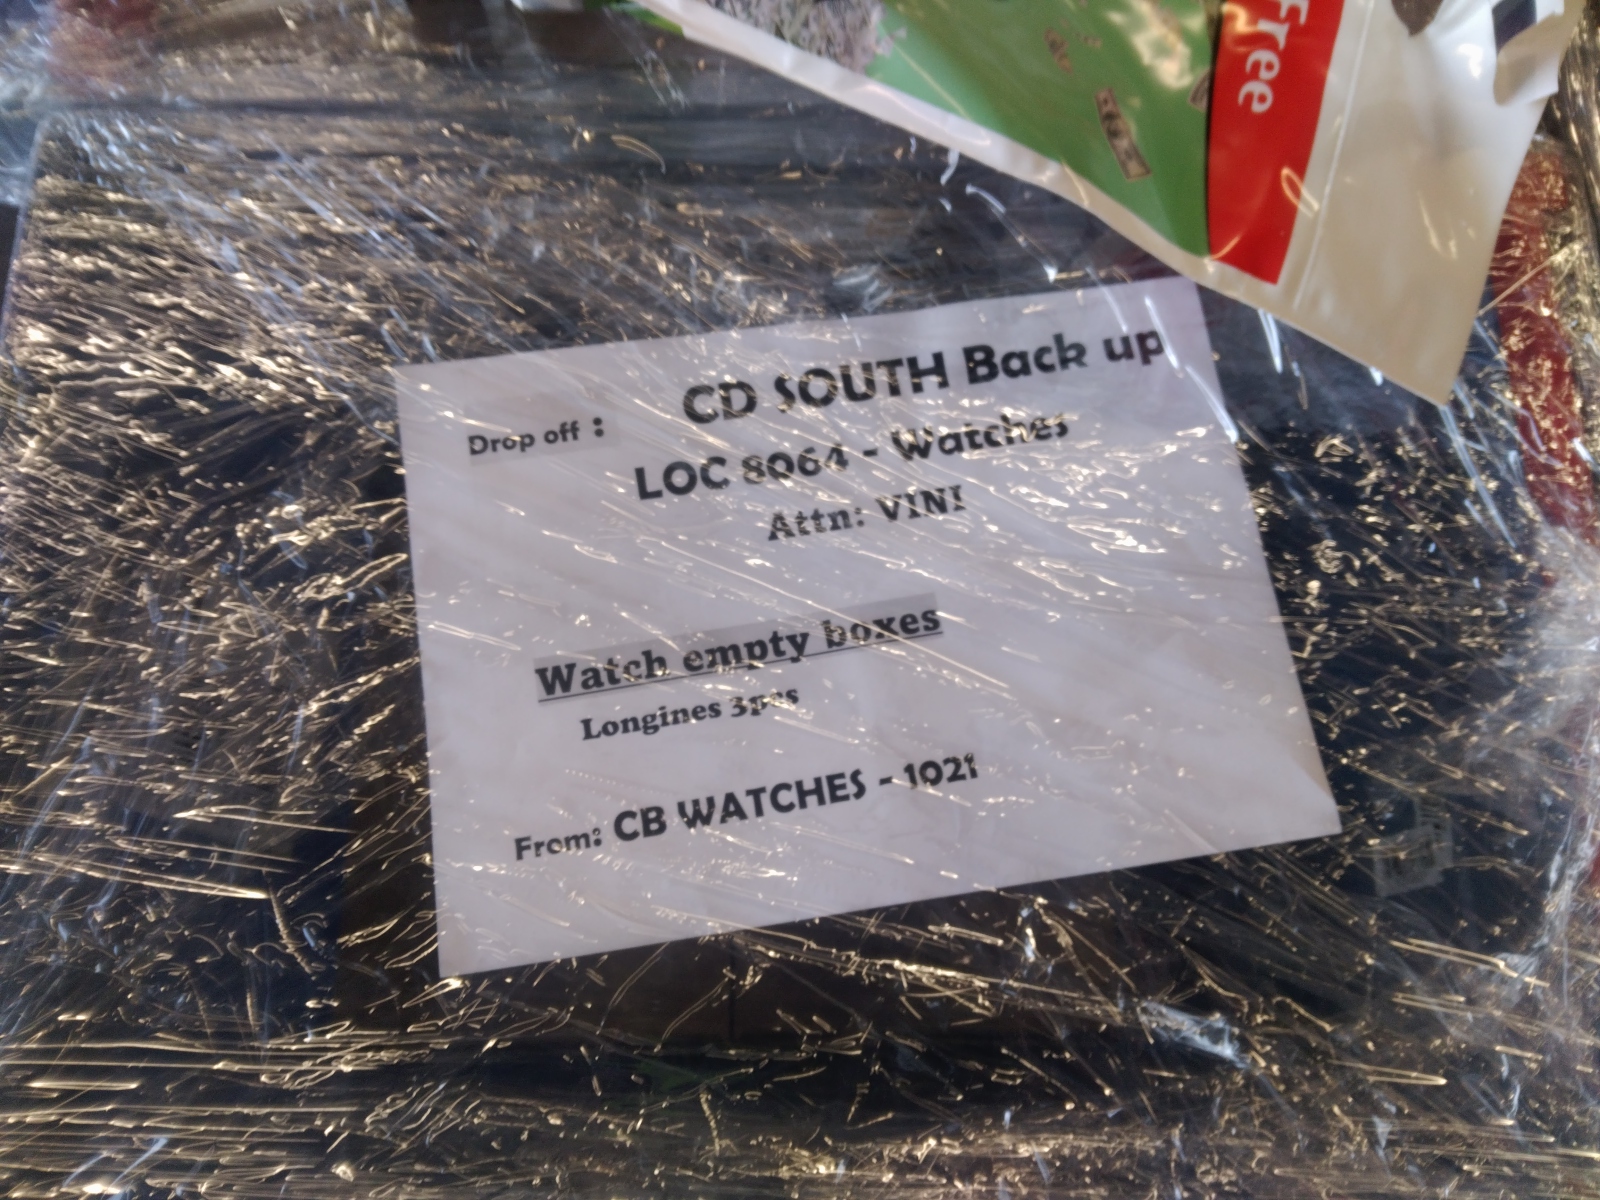 Free
CD SOUTH Back up
Drop off :
LOC 8064 - Watches
Attn: VINI
Watch empty boxes
Longines 3pcs
From: CB WATCHES - 1021